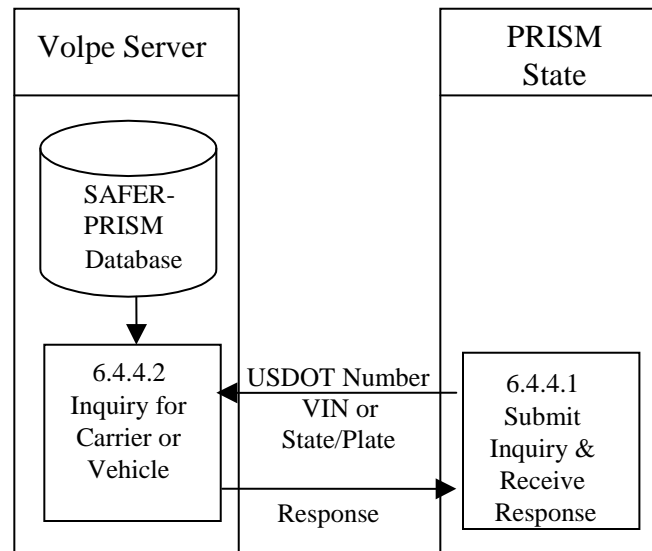 Volpe Server
PRISM
State
SAFER-
PRISM
Database
6.4.4.2
Inquiry for
Carrier or
Vehicle
USDOT Number
VIN or
State/Plate
Response
6.4.4.1
Submit
Inquiry &
Receive
Response